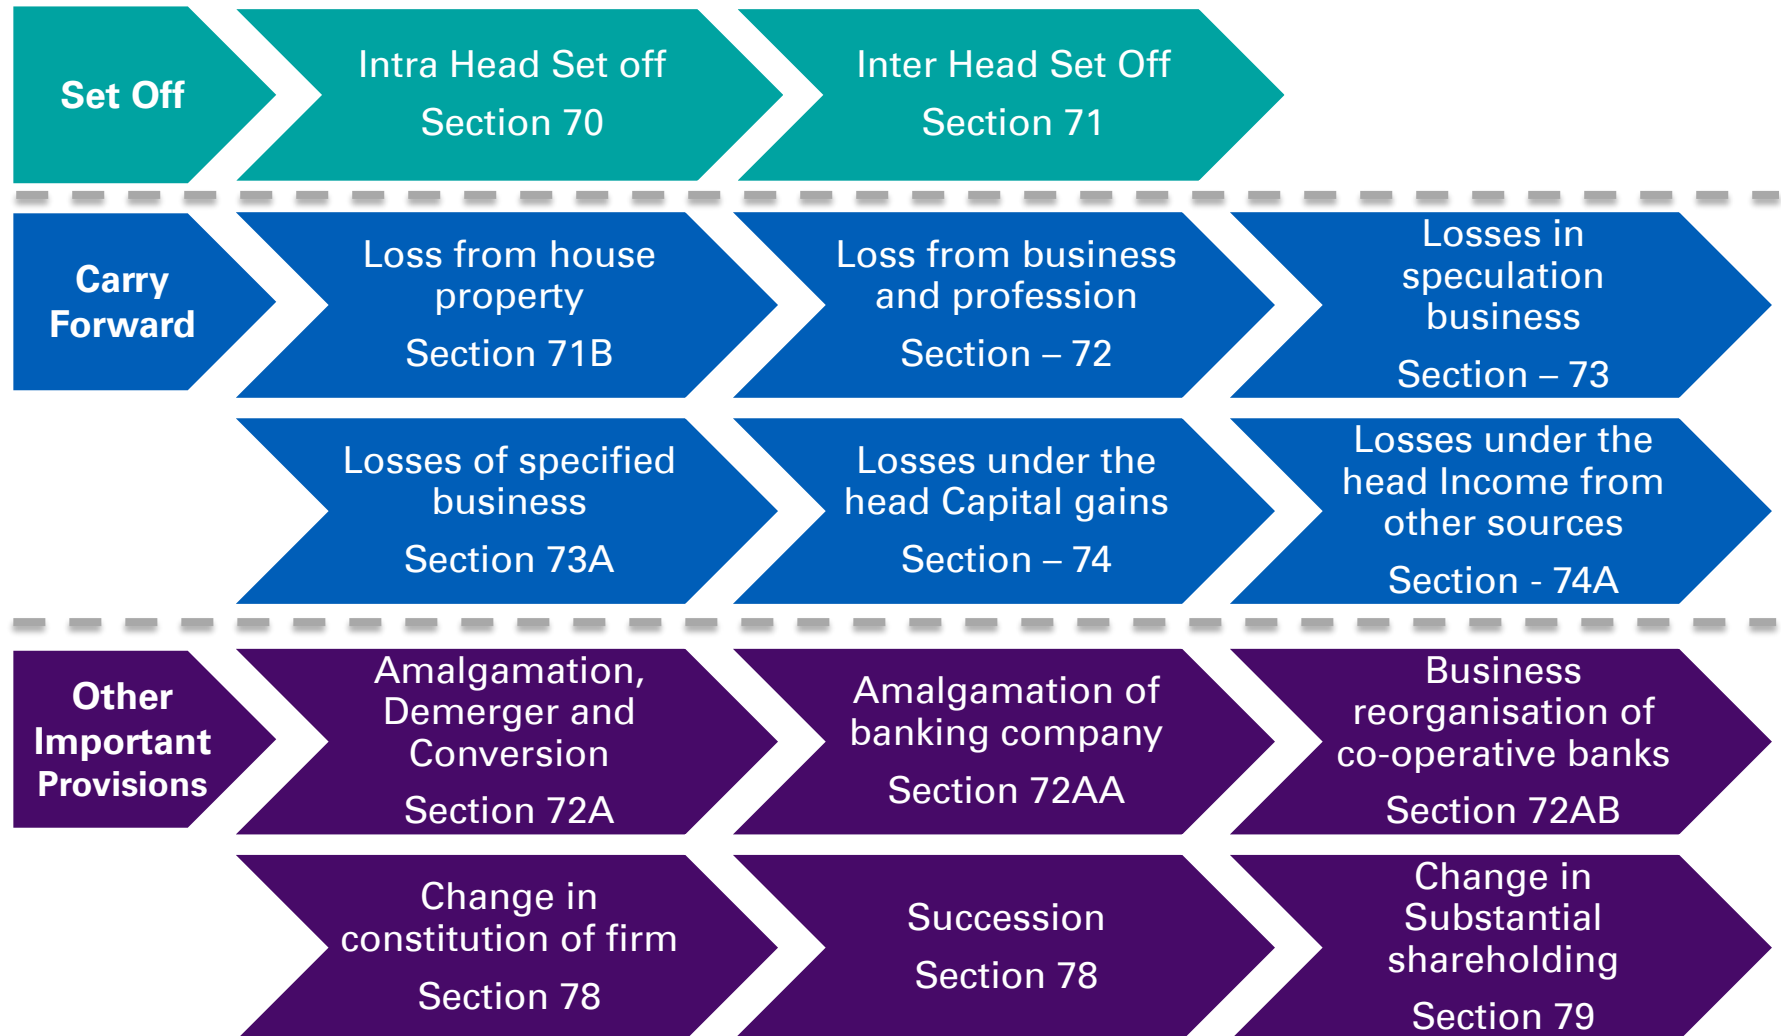 Set Off
Intra Head Set off
Section 70
Inter Head Set Off
Section 71
Carry
Forward
Loss from house
property
Section 71B
Loss from business
and profession
Section – 72
Losses in
speculation
business
Section – 73
Losses of specified
business
Section 73A
Losses under the
head Capital gains
Section – 74
Losses under the
head Income from
other sources
Section - 74A
Other
Important
Provisions
Amalgamation,
Demerger and
Conversion
Section 72A
Amalgamation of
banking company
Section 72AA
Business
reorganisation of
co-operative banks
Section 72AB
Change in
constitution of firm
Section 78
Succession
Section 78
Change in
Substantial
shareholding
Section 79